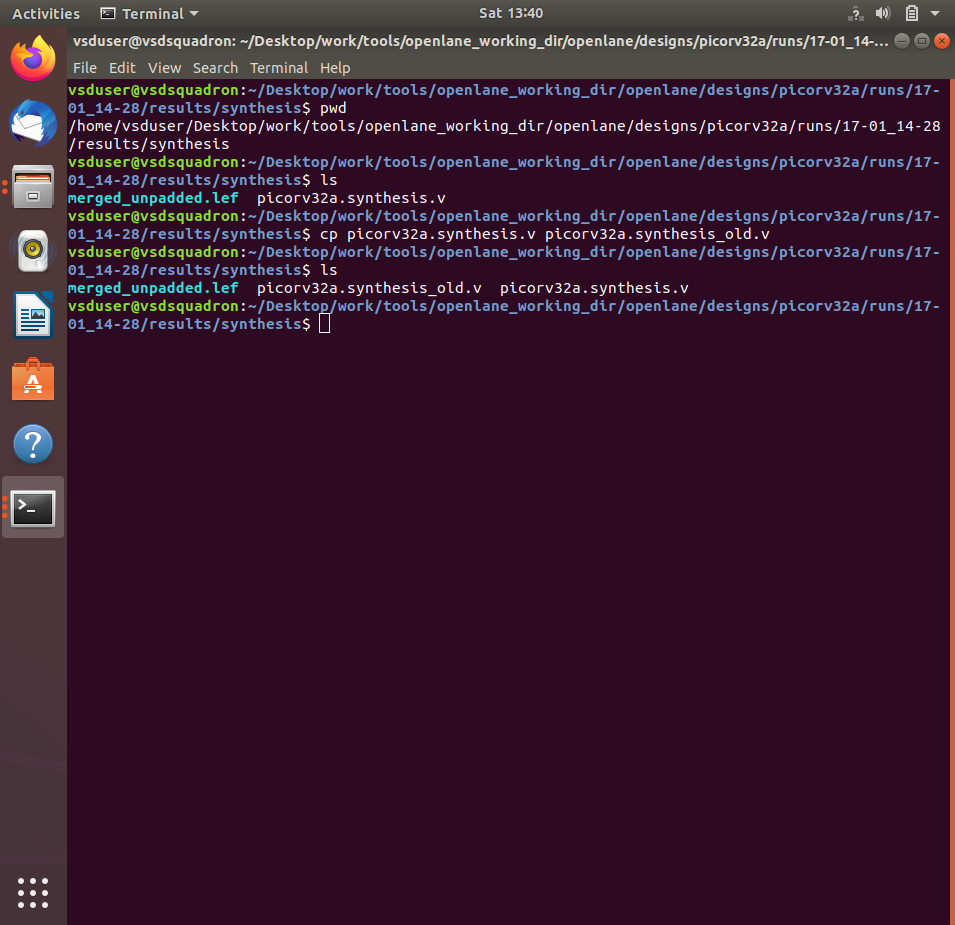 Activities Terminal Sat 13:40
vsduser@vsdsquadron: ~/Desktop/work/tools/openlane_working_dir/openlane/designs/picorv32a/runs/17-01_14-...
File Edit View Search Terminal Help
vsduser@vsdsquadron:~/Desktop/work/tools/openlane_working_dir/openlane/designs/picorv32a/runs/17-
01_14-28/results/synthesis$ pwd
/home/vsduser/Desktop/work/tools/openlane_working_dir/openlane/designs/picorv32a/runs/17-01_14-28
/results/synthesis
vsduser@vsdsquadron:~/Desktop/work/tools/openlane_working_dir/openlane/designs/picorv32a/runs/17-
01_14-28/results/synthesis$ ls
merged_unpadded.lef  picorv32a.synthesis.v
vsduser@vsdsquadron:~/Desktop/work/tools/openlane_working_dir/openlane/designs/picorv32a/runs/17-
01_14-28/results/synthesis$ cp picorv32a.synthesis.v picorv32a.synthesis_old.v
vsduser@vsdsquadron:~/Desktop/work/tools/openlane_working_dir/openlane/designs/picorv32a/runs/17-
01_14-28/results/synthesis$ ls
merged_unpadded.lef  picorv32a.synthesis_old.v  picorv32a.synthesis.v
vsduser@vsdsquadron:~/Desktop/work/tools/openlane_working_dir/openlane/designs/picorv32a/runs/17-
01_14-28/results/synthesis$